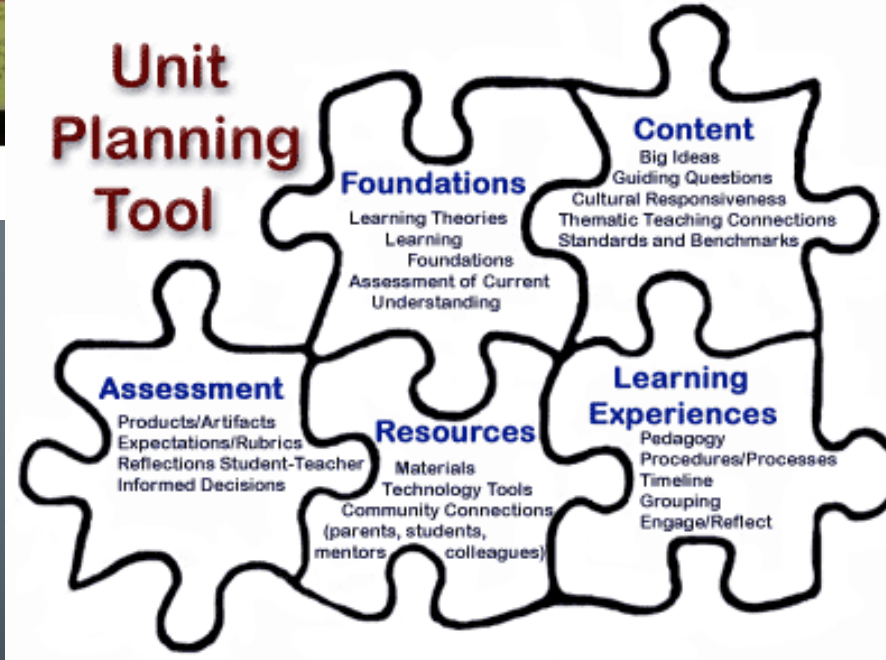 Unit
Planning
Tool
Foundations
Learning Theories
Learning
Foundations
Assessment of Current
Understanding
Content
Big Ideas
Guiding Questions
Cultural Responsiveness
Thematic Teaching Connections
Standards and Benchmarks
Assessment
Products/Artifacts
Expectations/Rubrics
Reflections Student-Teacher
Informed Decisions
Resources
Materials
Technology Tools
Community Connections
(parents, students,
mentors colleagues)
Learning
Experiences
Pedagogy
Procedures/Processes
Timeline
Grouping
Engage/Reflect